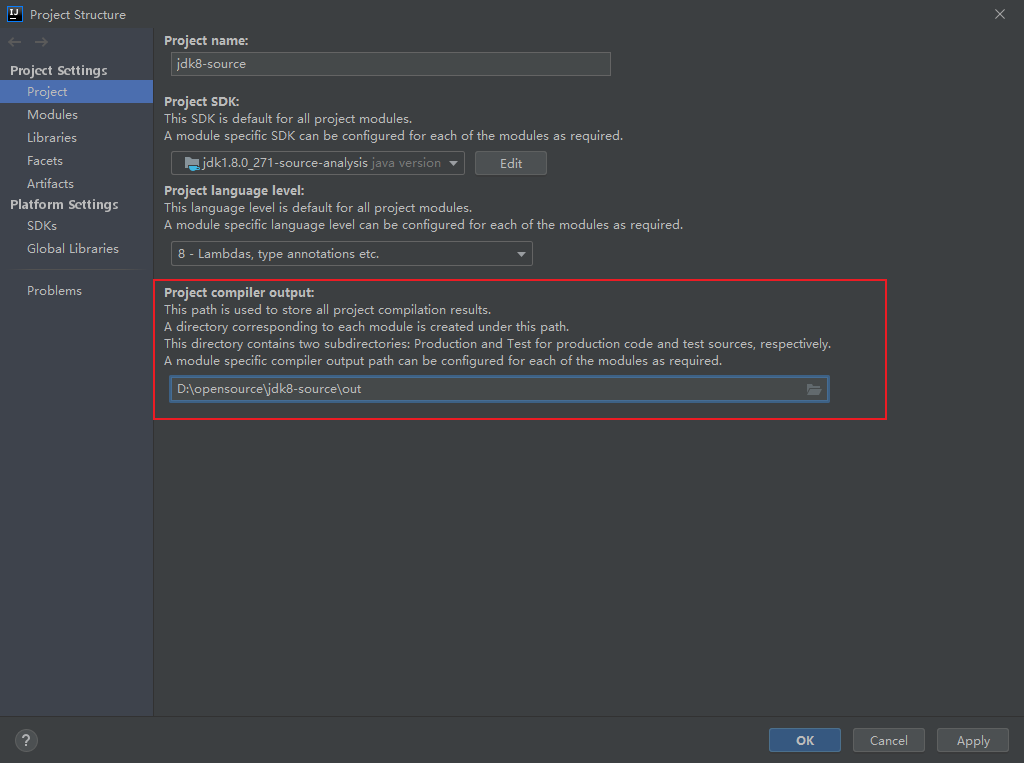 IJ
Project Structure
Project Settings
Project
Modules
Libraries
Facets
Artifacts
Platform Settings
SDKs
Global Libraries
Problems
Project name:
jdk8-source
Project SDK:
This SDK is default for all project modules.
A module specific SDK can be configured for each of the modules as required.
jdk1.8.0_271-source-analysis java version
Edit
Project language level:
This language level is default for all project modules.
A module specific language level can be configured for each of the modules as required.
8 - Lambdas, type annotations etc.
Project compiler output:
This path is used to store all project compilation results.
A directory corresponding to each module is created under this path.
This directory contains two subdirectories: Production and Test for production code and test sources, respectively.
A module specific compiler output path can be configured for each of the modules as required.
D:\opensource\jdk8-source\out
?
OK
Cancel
Apply